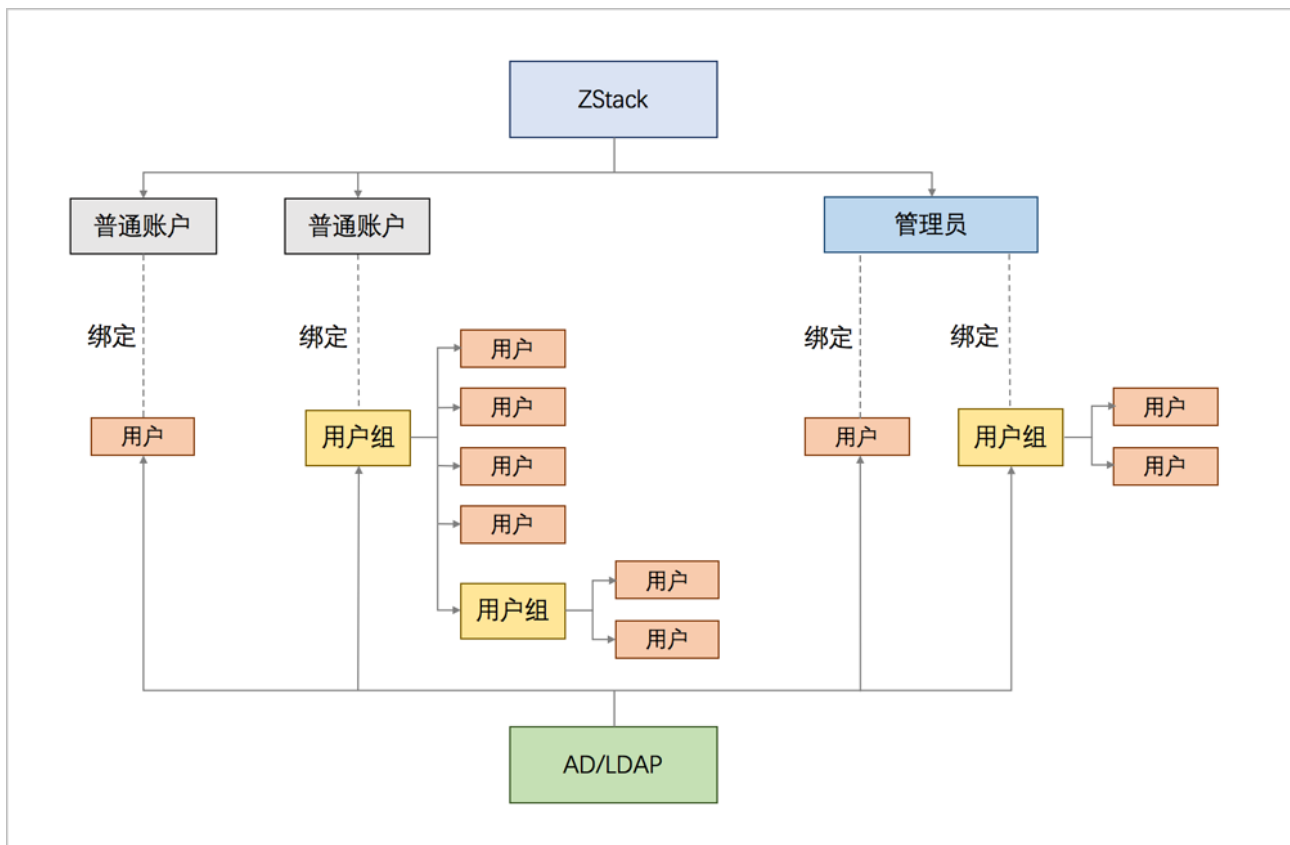 ZStack
普通账户
普通账户
管理员
绑定
绑定
绑定
绑定
用户
用户
用户
用户
用户组
用户
用户组
用户
用户
用户
用户
用户组
用户
用户
AD/LDAP